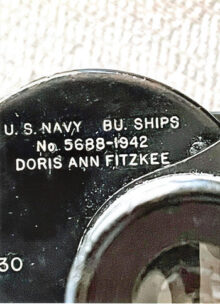 U. S. NAVY BU. SHIPS
No. 5688-1942
DORIS ANN FITZKEE
30